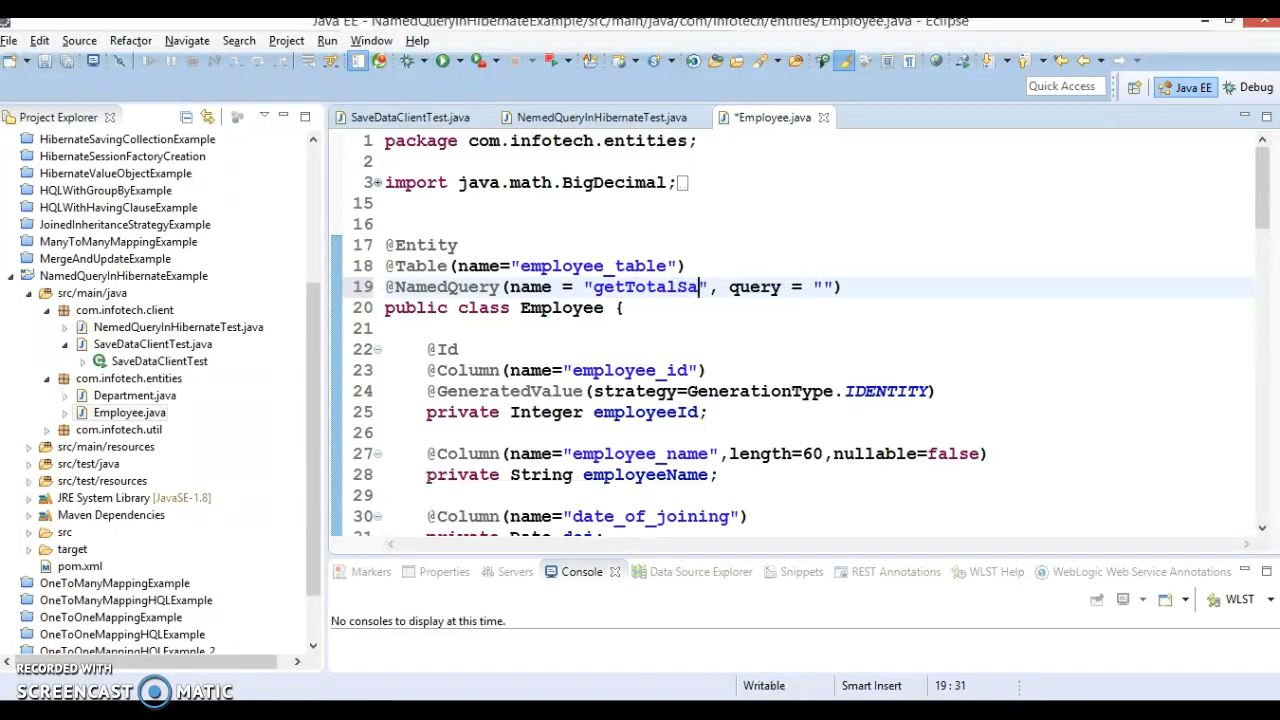 Java EE - NamedQueryInHibernateExample/src/main/java/com/infotech/entities/Employee.java - Eclipse
File Edit Source Refactor Navigate Search Project Run Window Help
Quick Access Java EE Debug
Project Explorer
HibernateSavingCollectionExample
HibernateSessionFactoryCreation
HibernateValueObjectExample
HQLWithGroupByExample
HQLWithHavingClauseExample
JoinedInheritanceStrategyExample
ManyToManyMappingExample
MergeAndUpdateExample
NamedQueryInHibernateExample
src/main/java
com.infotech.client
NemedQueryInHibernateTest.java
SaveDataClientTest.java
SaveDataClientTest
com.infotech.entities
Department.java
Employee.java
com.infotech.util
src/main/resources
src/test/java
src/test/resources
JRE System Library [JavaSE-1.8]
Maven Dependencies
src
target
pom.xml
OneToManyMappingExample
OneToManyMappingHQLExample
OneToOneMappingExample
OneToOneMappingHQLExample
OneToOneMappingHQLExample_2
SaveDataClientTest.java NemedQueryInHibernateTest.java *Employee.java
1 package com.infotech.entities;
2
3 import java.math.BigDecimal;
15
16
17 @Entity
18 @Table(name="employee_table")
19 @NamedQuery(name = "getTotalSa", query = "")
20 public class Employee {
21
22 @Id
23 @Column(name="employee_id")
24 @GeneratedValue(strategy=GenerationType.IDENTITY)
25 private Integer employeeId;
26
27 @Column(name="employee_name",length=60,nullable=false)
28 private String employeeName;
29
30 @Column(name="date_of_joining")
31 private Date doj;
Markers Properties Servers Console Data Source Explorer Snippets REST Annotations WLST Help WebLogic Web Service Annotations
WLST
No consoles to display at this time.
Writable Smart Insert 19 : 31
RECORDED WITH
SCREENCAST MATIC